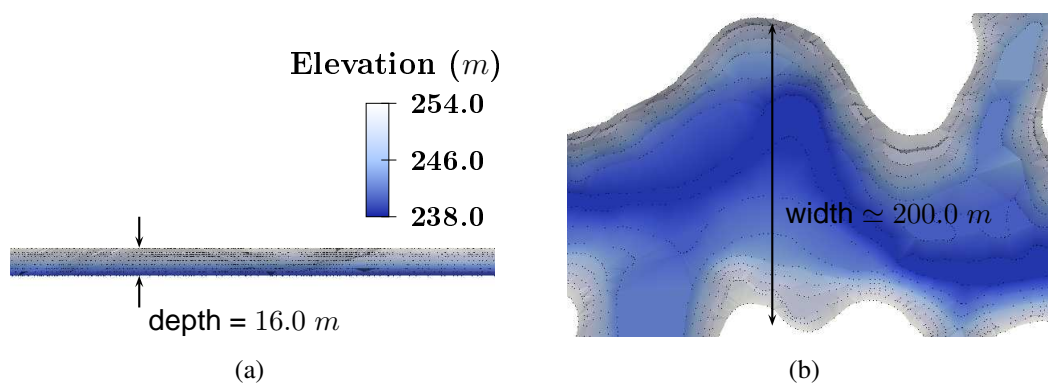 Elevation (m)
254.0
246.0
238.0
depth = 16.0 m
(a)
width ≃ 200.0 m
(b)